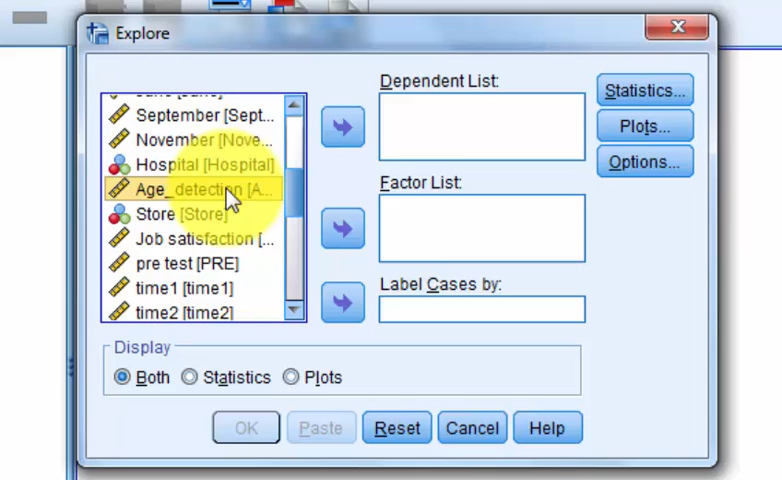 Explore
September [Sept...
November [Nove...
Hospital [Hospital]
Age_detection [A...
Store [Store]
Job satisfaction [...
pre test [PRE]
time1 [time1]
time2 [time2]
Dependent List:
Factor List:
Label Cases by:
Statistics...
Plots...
Options...
Display
Both
Statistics
Plots
OK
Paste
Reset
Cancel
Help